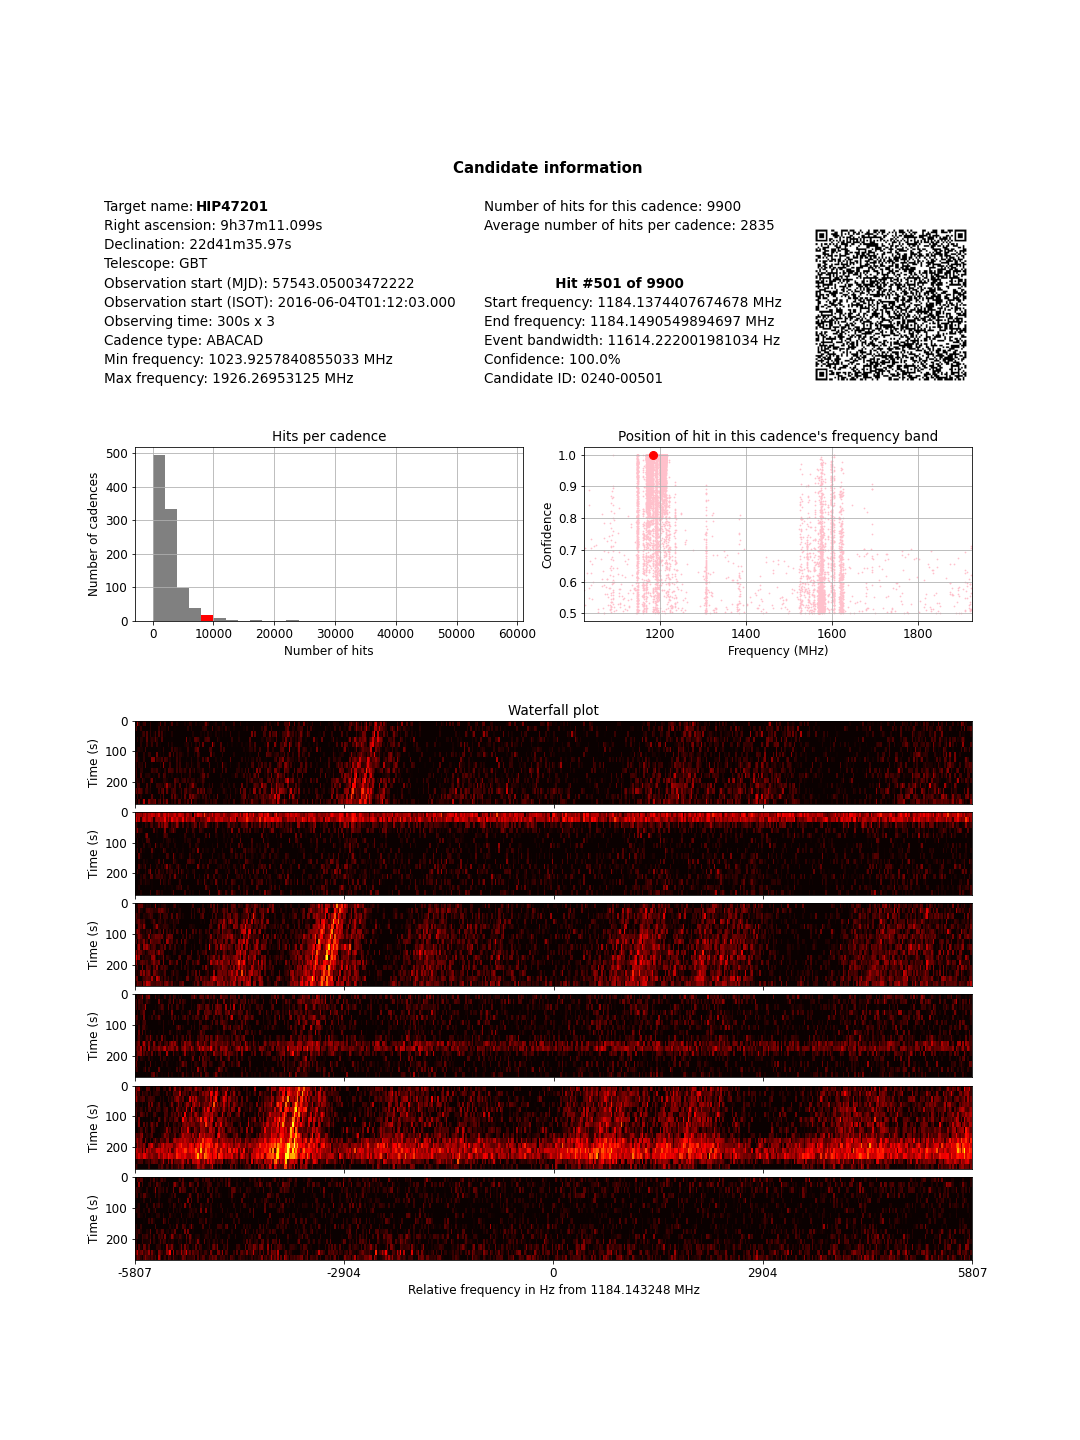 Candidate information
Target name: HIP47201
Right ascension: 9h37m11.099s
Declination: 22d41m35.97s
Telescope: GBT
Observation start (MJD): 57543.05003472222
Observation start (ISOT): 2016-06-04T01:12:03.000
Observing time: 300s x 3
Cadence type: ABACAD
Min frequency: 1023.9257840855033 MHz
Max frequency: 1926.26953125 MHz
Number of hits for this cadence: 9900
Average number of hits per cadence: 2835
Hit #501 of 9900
Start frequency: 1184.1374407674678 MHz
End frequency: 1184.1490549894697 MHz
Event bandwidth: 11614.222001981034 Hz
Confidence: 100.0%
Candidate ID: 0240-00501
Hits per cadence
Number of cadences
500
400
300
200
100
0
0 10000 20000 30000 40000 50000 60000
Number of hits
Position of hit in this cadence's frequency band
Confidence
1.0
0.9
0.8
0.7
0.6
0.5
1200 1400 1600 1800
Frequency (MHz)
Waterfall plot
Time (s)
0
100
200
Time (s)
0
100
200
Time (s)
0
100
200
Time (s)
0
100
200
Time (s)
0
100
200
Time (s)
0
100
200
-5807 -2904 0 2904 5807
Relative frequency in Hz from 1184.143248 MHz